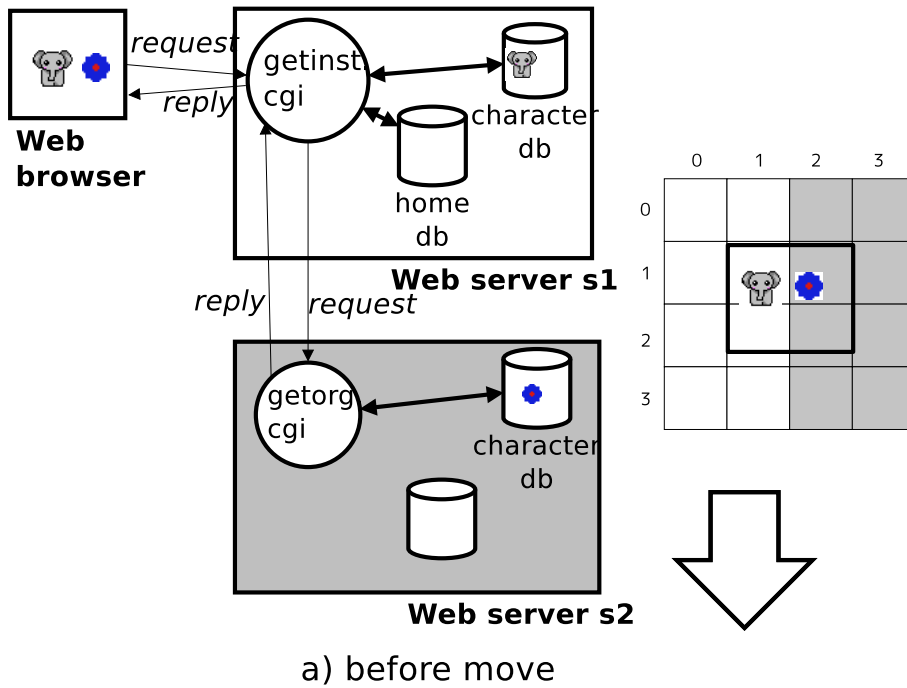 request
reply
Web
browser
getinst.
cgi
character
db
home
db
Web server s1
reply
request
getorg
cgi
character
db
Web server s2
0 1 2 3
0
1
2
3
a) before move